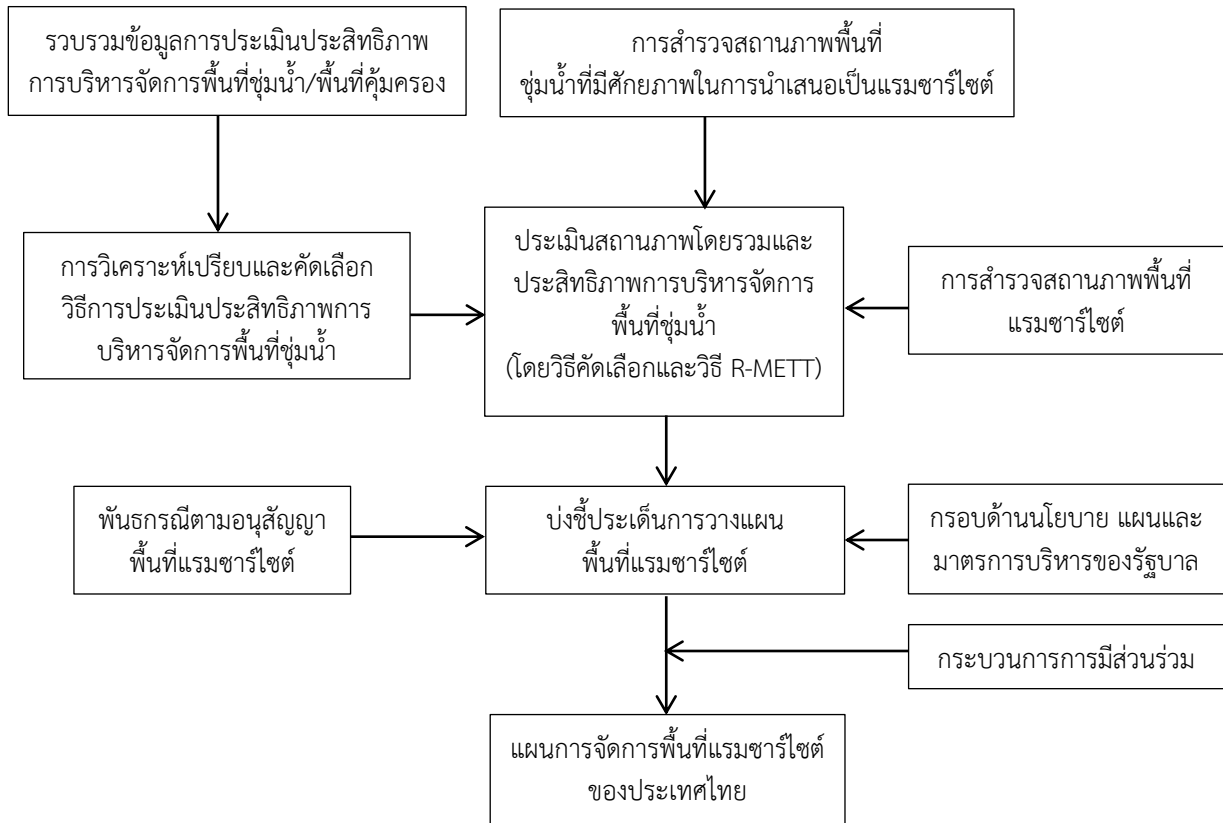 รวบรวมข้อมูลการประเมินประสิทธิภาพ
การบริหารจัดการพื้นที่ชุ่มน้ำ/พื้นที่คุ้มครอง
การสำรวจสถานภาพพื้นที่
ชุ่มน้ำที่มีศักยภาพในการนำเสนอเป็นแรมซาร์ไซต์
การวิเคราะห์เปรียบและคัดเลือก
วิธีการประเมินประสิทธิภาพการ
บริหารจัดการพื้นที่ชุ่มน้ำ
ประเมินสถานภาพโดยรวมและ
ประสิทธิภาพการบริหารจัดการ
พื้นที่ชุ่มน้ำ
(โดยวิธีคัดเลือกและวิธี R-METT)
การสำรวจสถานภาพพื้นที่
แรมซาร์ไซต์
พันธกรณีตามอนุสัญญา
พื้นที่แรมซาร์ไซต์
บ่งชี้ประเด็นการวางแผน
พื้นที่แรมซาร์ไซต์
กรอบด้านนโยบาย แผนและ
มาตรการบริหารของรัฐบาล
กระบวนการการมีส่วนร่วม
แผนการจัดการพื้นที่แรมซาร์ไซต์
ของประเทศไทย